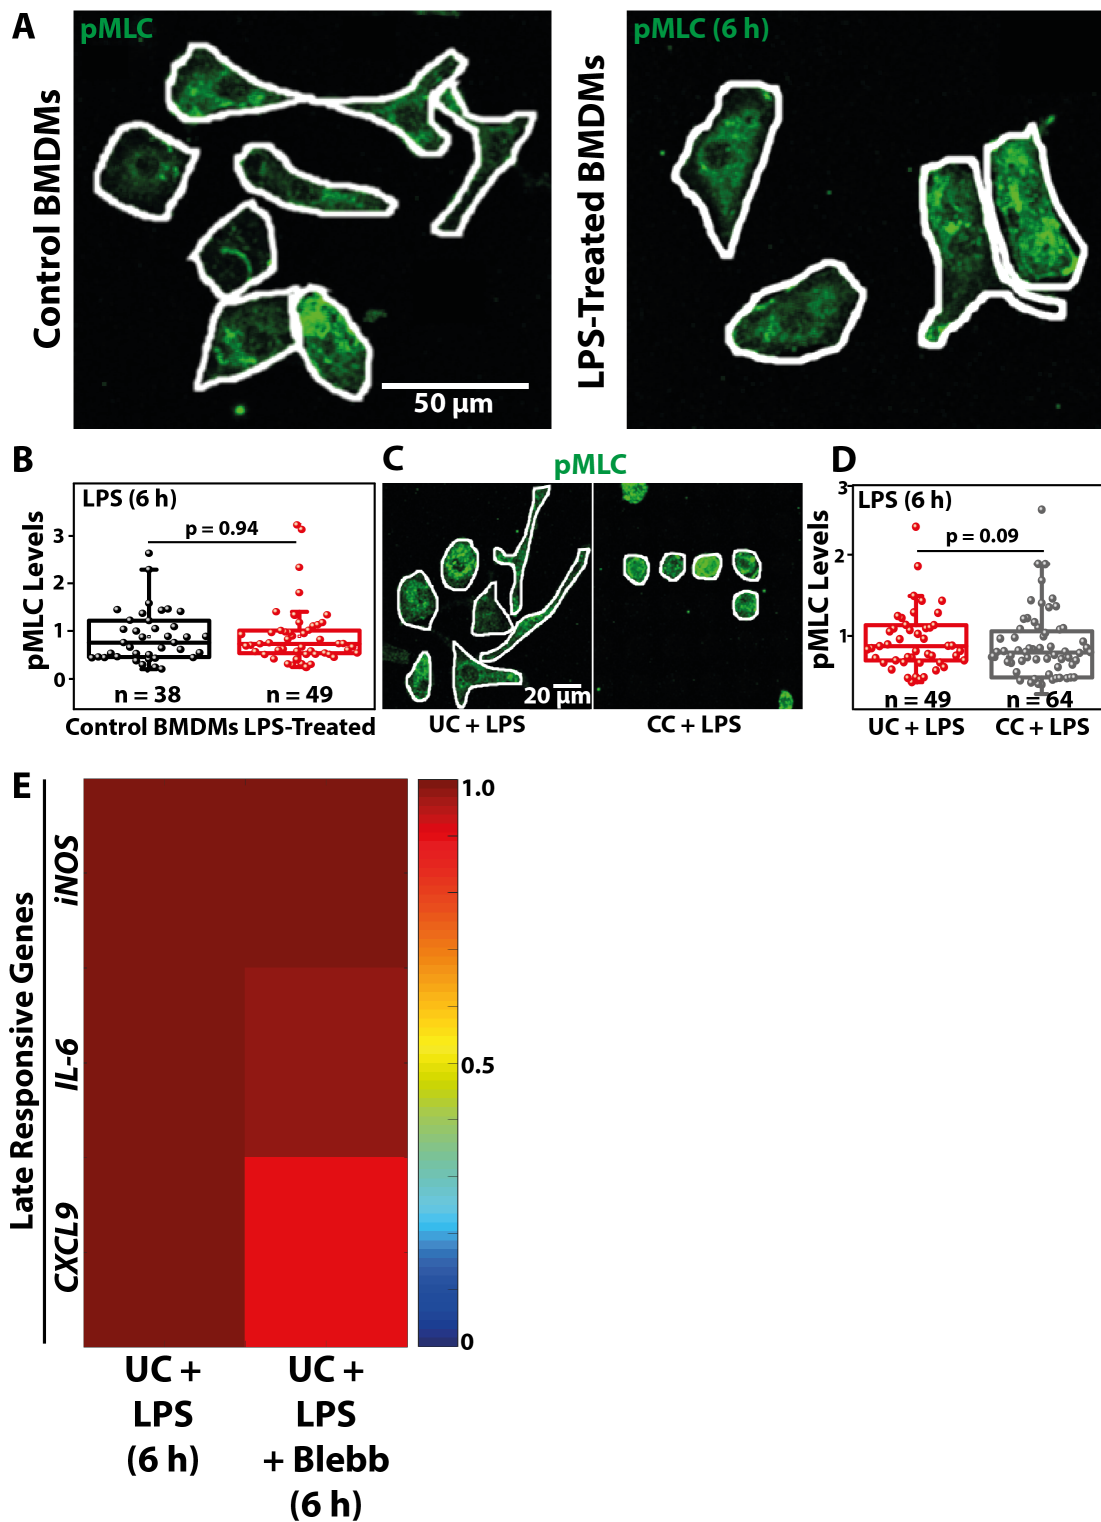 A
pMLC
pMLC (6 h)
Control BMDMs
LPS-Treated BMDMs
50 µm
B
LPS (6 h)
p = 0.94
pMLC Levels
3
2
1
0
n = 38
n = 49
Control BMDMs LPS-Treated
C
pMLC
20 µm
UC + LPS
CC + LPS
D
LPS (6 h)
p = 0.09
pMLC Levels
3
2
1
n = 49
n = 64
UC + LPS
CC + LPS
E
Late Responsive Genes
iNOS
IL-6
CXCL9
1.0
0.5
0
UC +
LPS
(6 h)
UC +
LPS
+ Blebb
(6 h)